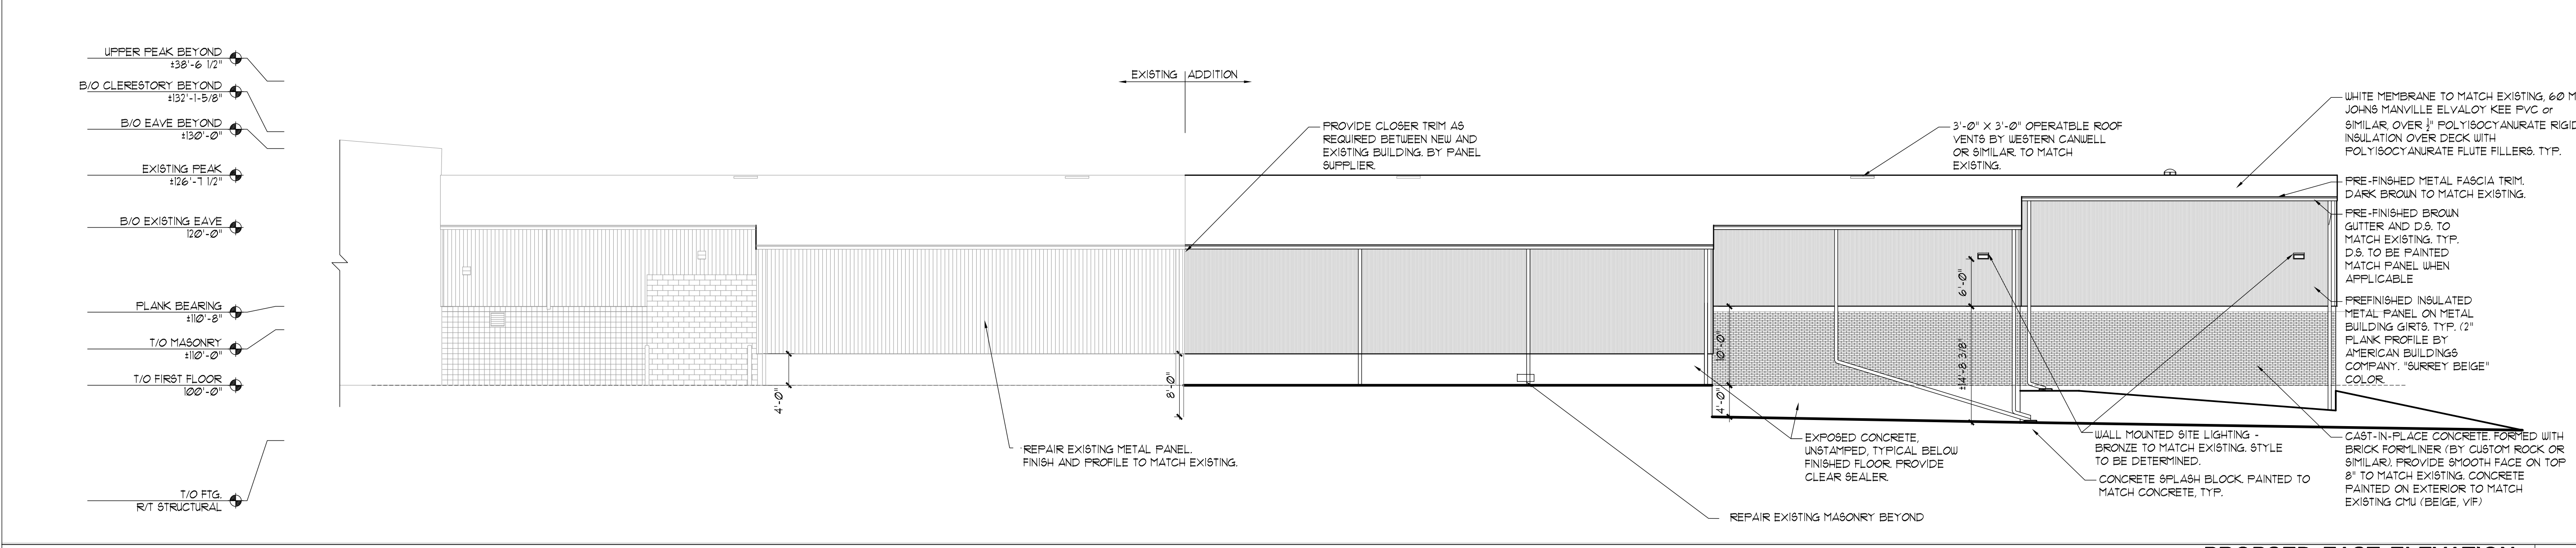 UPPER PEAK BEYOND
±38'-6 1/2"
B/O CLERESTORY BEYOND
±132'-1-5/8"
B/O EAVE BEYOND
±130'-0"
EXISTING PEAK
±126'-7 1/2"
B/O EXISTING EAVE
120'-0"
PLANK BEARING
±110'-8"
T/O MASONRY
±110'-0"
T/O FIRST FLOOR
100'-0"
T/O FTG.
R/T STRUCTURAL
EXISTING ADDITION
PROVIDE CLOSER TRIM AS
REQUIRED BETWEEN NEW AND
EXISTING BUILDING. BY PANEL
SUPPLIER.
3'-0" X 3'-0" OPERATBLE ROOF
VENTS BY WESTERN CANWELL
OR SIMILAR. TO MATCH
EXISTING.
WHITE MEMBRANE TO MATCH EXISTING, 60 M
JOHNS MANVILLE ELVALOY KEE PVC or
SIMILAR, OVER ½" POLYISOCYANURATE RIGID
INSULATION OVER DECK WITH
POLYISOCYANURATE FLUTE FILLERS. TYP.
PRE-FINSHED METAL FASCIA TRIM.
DARK BROWN TO MATCH EXISTING.
PRE-FINISHED BROWN
GUTTER AND D.S. TO
MATCH EXISTING. TYP.
D.S. TO BE PAINTED
MATCH PANEL WHEN
APPLICABLE
PREFINISHED INSULATED
METAL PANEL ON METAL
BUILDING GIRTS. TYP. (2"
PLANK PROFILE BY
AMERICAN BUILDINGS
COMPANY. "SURREY BEIGE"
COLOR.
4'-0"
8'-0"
10'-0"
4'-0"
6'-0"
±14'-8 3/8"
REPAIR EXISTING METAL PANEL.
FINISH AND PROFILE TO MATCH EXISTING.
EXPOSED CONCRETE,
UNSTAMPED, TYPICAL BELOW
FINISHED FLOOR. PROVIDE
CLEAR SEALER.
REPAIR EXISTING MASONRY BEYOND
WALL MOUNTED SITE LIGHTING -
BRONZE TO MATCH EXISTING. STYLE
TO BE DETERMINED.
CONCRETE SPLASH BLOCK. PAINTED TO
MATCH CONCRETE, TYP.
CAST-IN-PLACE CONCRETE. FORMED WITH
BRICK FORMLINER (BY CUSTOM ROCK OR
SIMILAR). PROVIDE SMOOTH FACE ON TOP
8" TO MATCH EXISTING. CONCRETE
PAINTED ON EXTERIOR TO MATCH
EXISTING CMU (BEIGE, VIF)